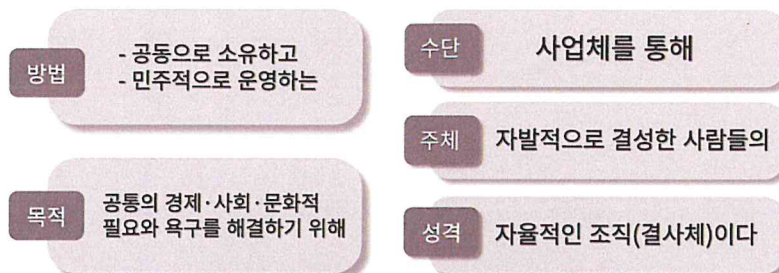 방법
- 공동으로 소유하고
- 민주적으로 운영하는
목적
공통의 경제·사회·문화적
필요와 욕구를 해결하기 위해
수단
사업체를 통해
주체
자발적으로 결성한 사람들의
성격
자율적인 조직(결사체)이다